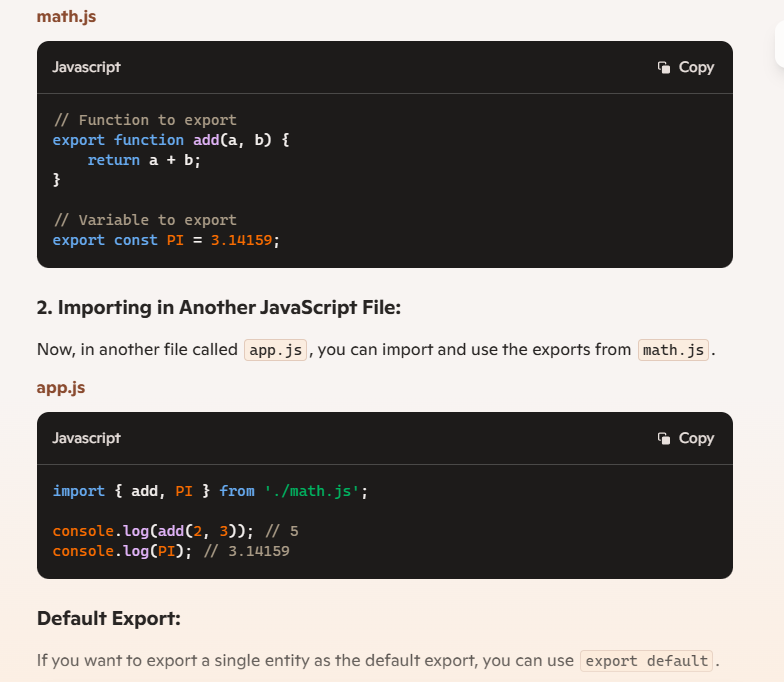 math.js
Javascript
Copy
// Function to export
export function add(a, b) {
    return a + b;
}
// Variable to export
export const PI = 3.14159;
2. Importing in Another JavaScript File:
Now, in another file called app.js, you can import and use the exports from math.js.
app.js
Javascript
Copy
import { add, PI } from './math.js';
console.log(add(2, 3)); // 5
console.log(PI); // 3.14159
Default Export:
If you want to export a single entity as the default export, you can use export default.